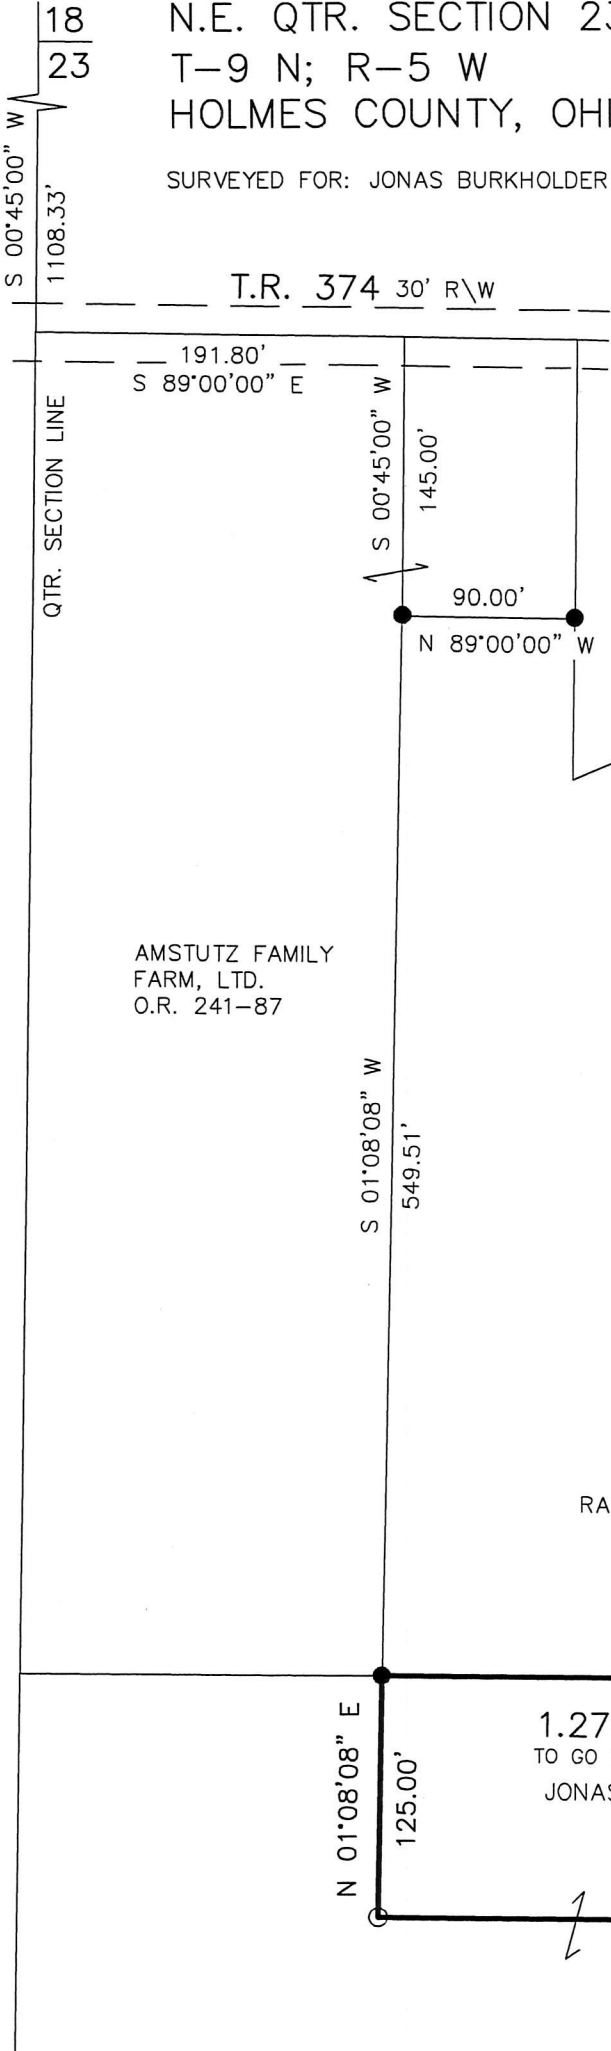 18
23
N.E. QTR. SECTION 23
T-9 N; R-5 W
HOLMES COUNTY,
SURVEYED FOR: JONAS BURKHOLDER
S 00°45'00" W
1108.33'
T.R. 374 30' R\W
191.80'
S 89°00'00" E
QTR. SECTION LINE
S 00°45'00" W
145.00'
90.00'
N 89°00'00" W
AMSTUTZ FAMILY
FARM, LTD.
O.R. 241-87
S 01°08'08" W
549.51'
RA
1.27
TO GO
JONAS
N 01°08'08" E
125.00'